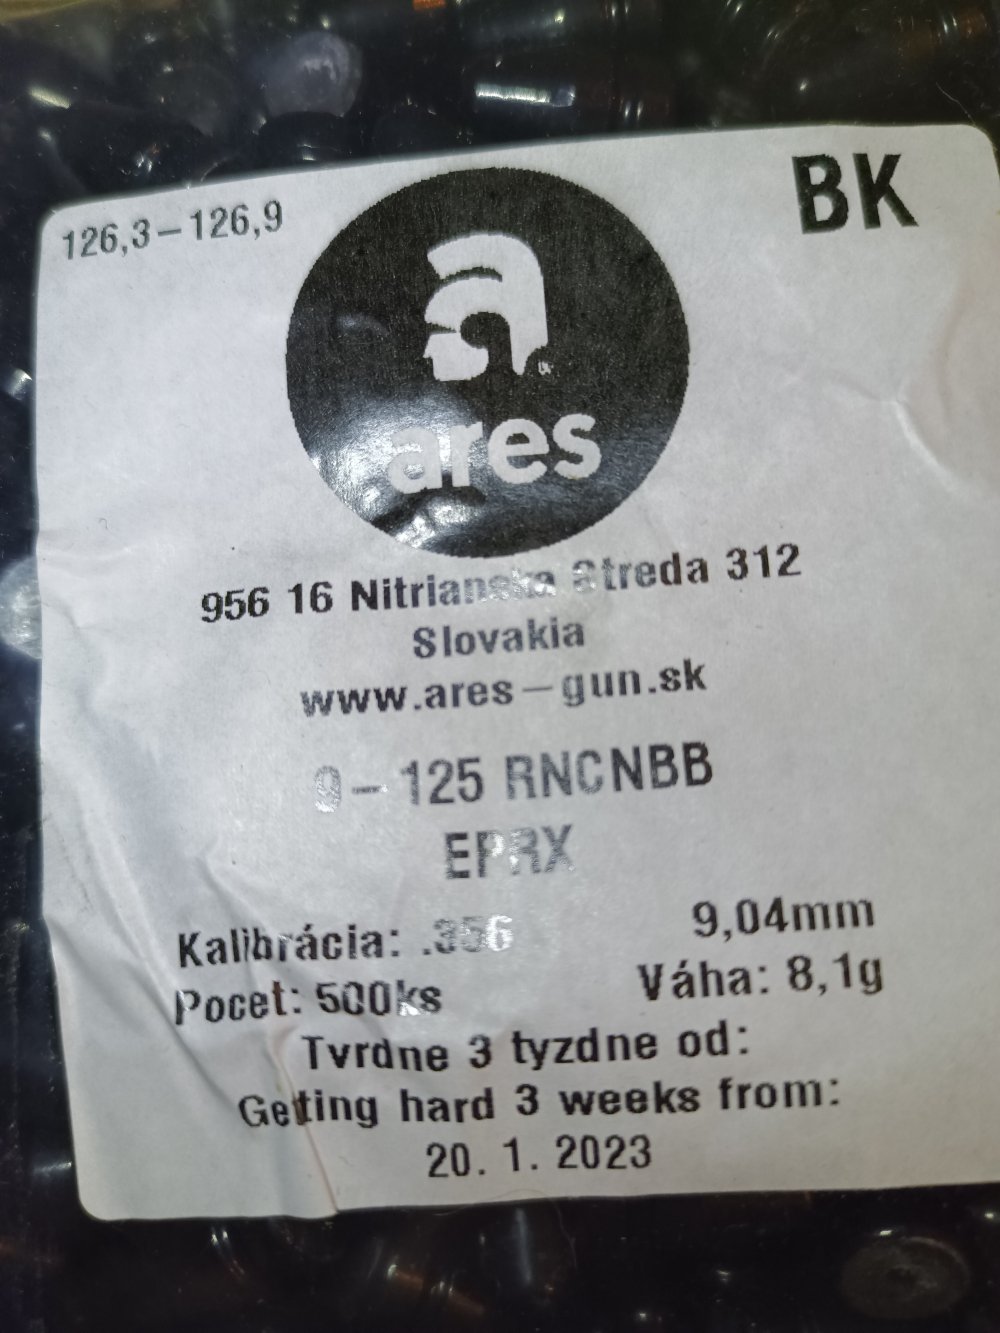 126,3-126,9
BK
a
ares
956 16 Nitrianska Streda 312
Slovakia
www.ares-gun.sk
9-125 RNCNBB
EPRX
Kalibrácia: .356 9,04mm
Pocet: 500ks Váha: 8,1g
Tvrdne 3 tyzdne od:
Getting hard 3 weeks from:
20. 1. 2023